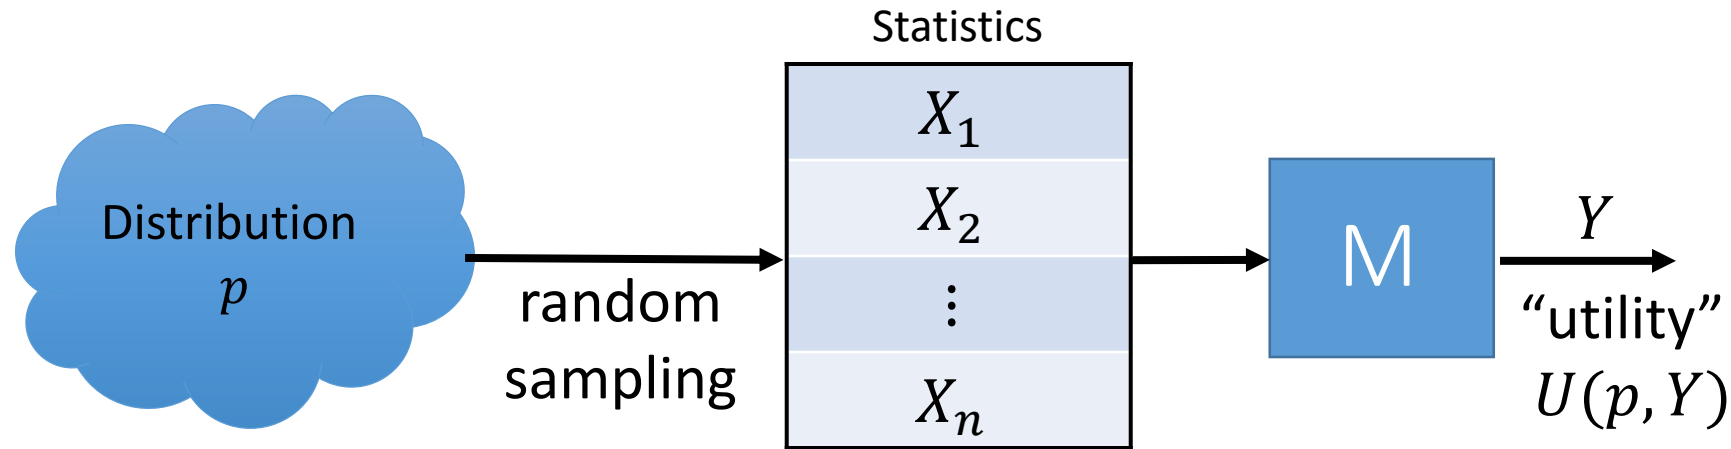 Statistics
Distribution
p
random
sampling
X₁
X₂
⋮
Xₙ
M
Y
“utility”
U(p, Y)